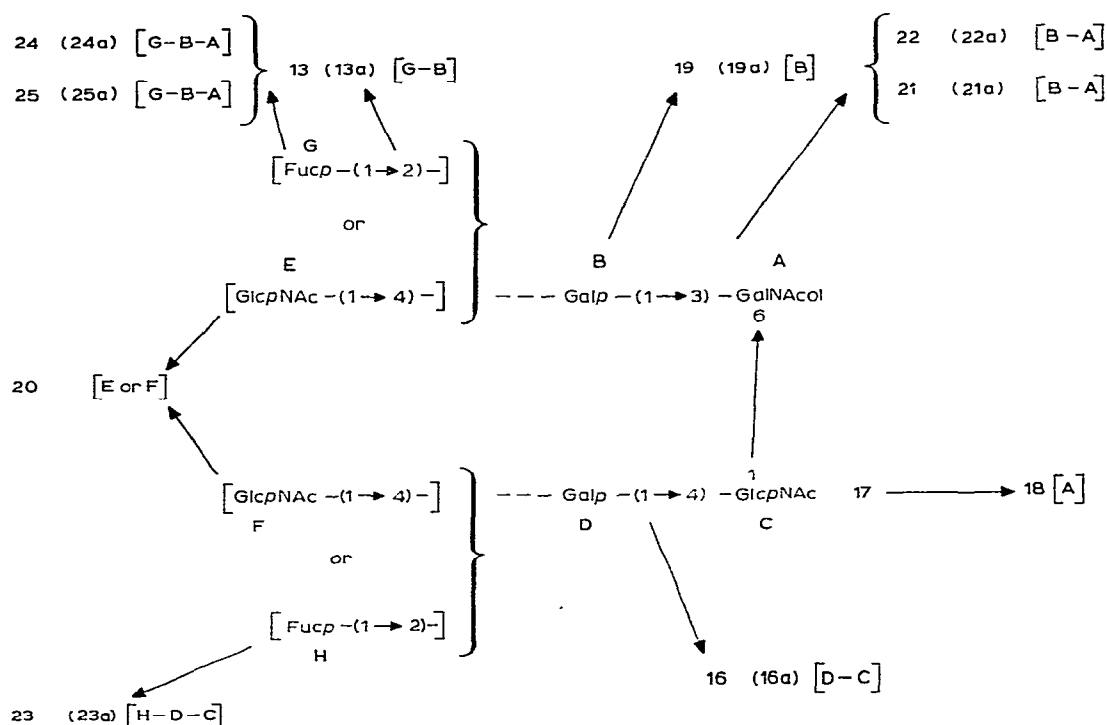 24 (24a) [G-B-A]
25 (25a) [G-B-A]
13 (13a) [G-B]
19 (19a) [B]
22 (22a) [B-A]
21 (21a) [B-A]
G
[Fucp-(1→2)-]
or
E
[GlcpNAc-(1→4)-]
B
A
---Galp-(1→3)-GalNAcol
6
20 [E or F]
1
[GlcpNAc-(1→4)-]
---Galp-(1→4)-GlcpNAc
17
18 [A]
F
D
C
or
[Fucp-(1→2)-]
H
16 (16a) [D-C]
23 (23a) [H-D-C]